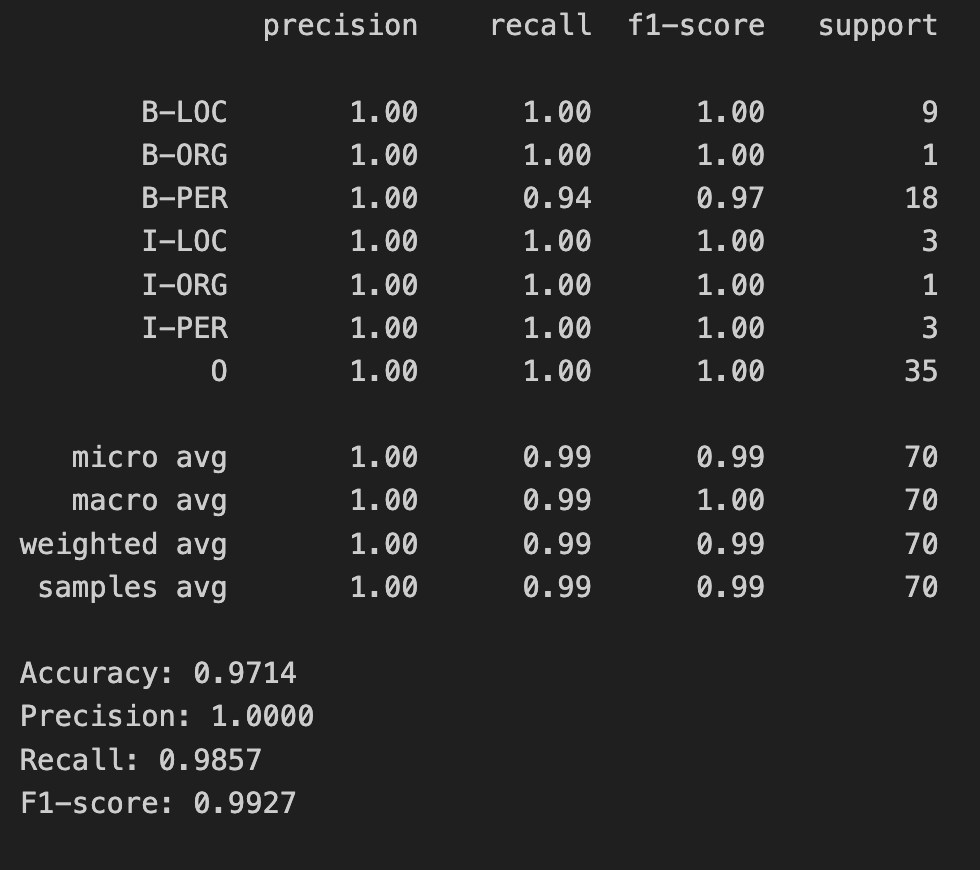 precision recall f1-score support
B-LOC 1.00 1.00 1.00 9
B-ORG 1.00 1.00 1.00 1
B-PER 1.00 0.94 0.97 18
I-LOC 1.00 1.00 1.00 3
I-ORG 1.00 1.00 1.00 1
I-PER 1.00 1.00 1.00 3
O 1.00 1.00 1.00 35
micro avg 1.00 0.99 0.99 70
macro avg 1.00 0.99 1.00 70
weighted avg 1.00 0.99 0.99 70
samples avg 1.00 0.99 0.99 70
Accuracy: 0.9714
Precision: 1.0000
Recall: 0.9857
F1-score: 0.9927